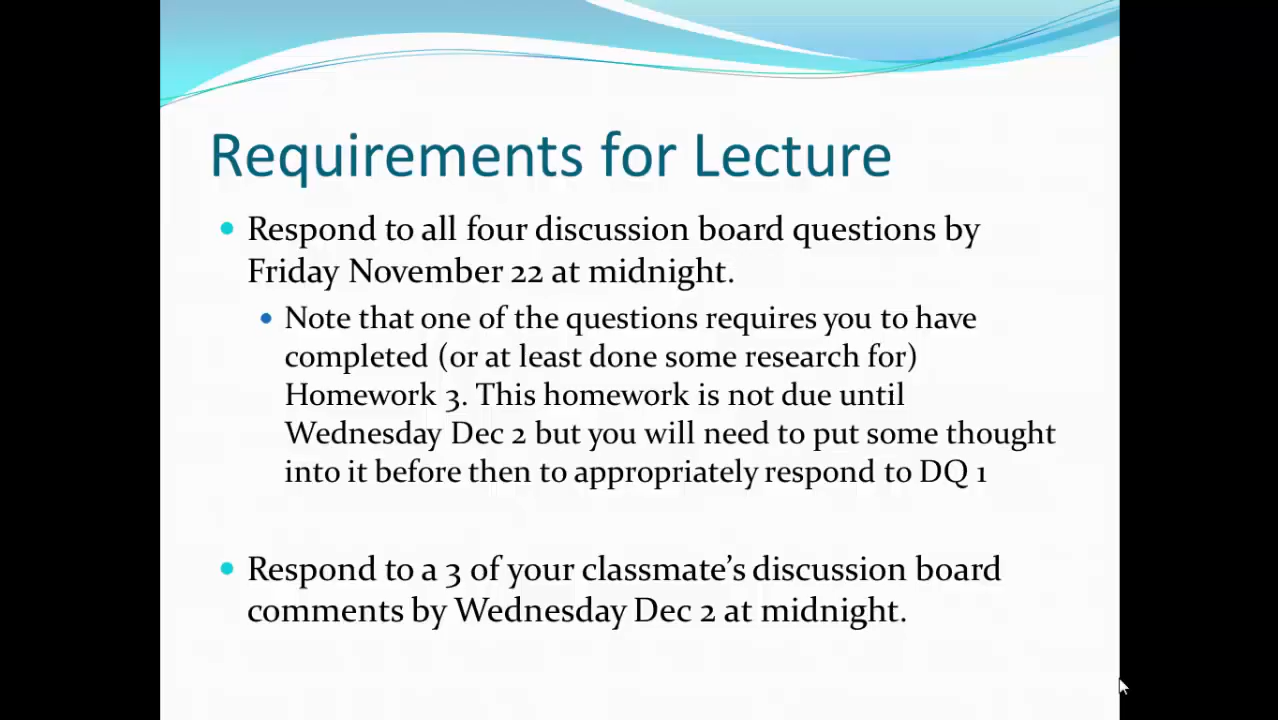 Requirements for Lecture
Respond to all four discussion board questions by
Friday November 22 at midnight.
Note that one of the questions requires you to have
completed (or at least done some research for)
Homework 3. This homework is not due until
Wednesday Dec 2 but you will need to put some thought
into it before then to appropriately respond to DQ 1
Respond to a 3 of your classmate’s discussion board
comments by Wednesday Dec 2 at midnight.